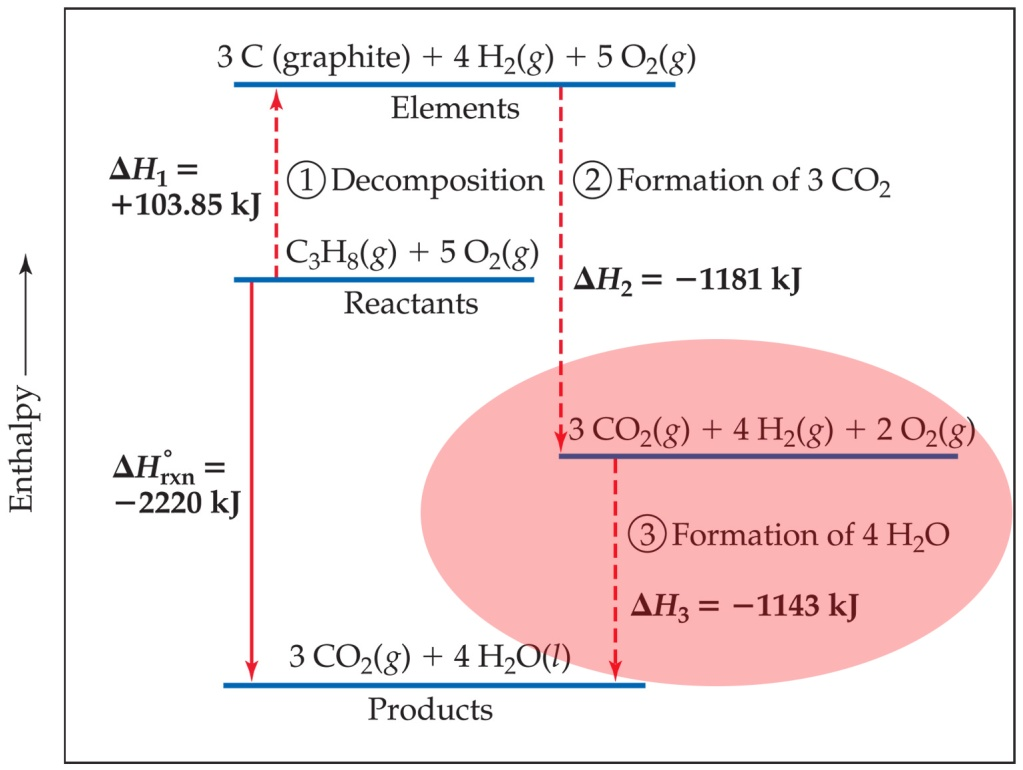 3 C (graphite) + 4 H₂(g) + 5 O₂(g)
Elements
ΔH₁ =
+103.85 kJ
① Decomposition
② Formation of 3 CO₂
C₃H₈(g) + 5 O₂(g)
Reactants
ΔH₂ = −1181 kJ
Enthalpy
3 CO₂(g) + 4 H₂(g) + 2 O₂(g)
ΔH°rxn =
−2220 kJ
③ Formation of 4 H₂O
ΔH₃ = −1143 kJ
3 CO₂(g) + 4 H₂O(l)
Products